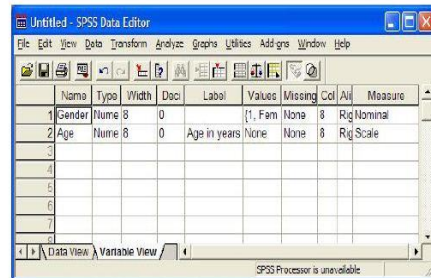 Untitled - SPSS Data Editor
File Edit View Data Transform Analyze Graphs Utilities Add-ons Window Help
Name Type Width Deci Label Values Missing Col Ali Measure
1 Gender Nume 8 0 {1, Fem None 8 Rig Nominal
2 Age Nume 8 0 Age in years None None 8 Rig Scale
3
4
5
6
7
8
Data View Variable View
SPSS Processor is unavailable